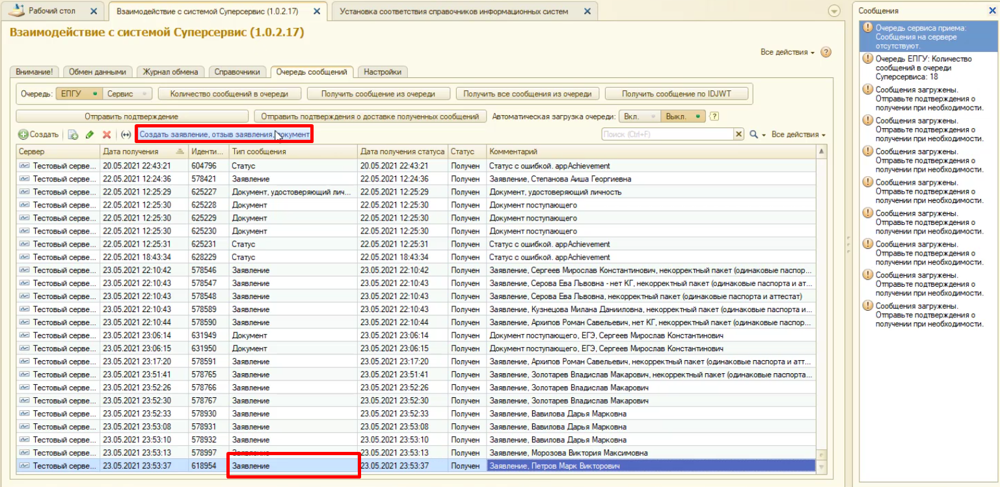 Рабочий стол
Взаимодействие с системой Суперсервис (1.0.2.17)
Установка соответствия справочников информационных систем
Взаимодействие с системой Суперсервис (1.0.2.17)
Все действия
Внимание! Обмен данными Журнал обмена Справочники Очередь сообщений Настройки
Очередь: ЕПГУ Сервис Количество сообщений в очереди Получить сообщение из очереди Получить все сообщения из очереди Получить сообщение по IDJWT
Отправить подтверждение Отправить подтверждения о доставке полученных сообщений Автоматическая загрузка очереди: Вкл. Выкл. ?
Создать Создать заявление, отзыв заявления, документ Поиск (Ctrl+F) Все действия
Сервер Дата получения Иденти... Тип сообщения Дата получения статуса Статус Комментарий
Тестовый серве... 20.05.2021 22:43:21 604796 Статус 20.05.2021 22:43:21 Получен Статус с ошибкой. appAchievement
Тестовый серве... 22.05.2021 12:24:36 578421 Заявление 22.05.2021 12:24:36 Получен Заявление, Степанова Аиша Георгиевна
Тестовый серве... 22.05.2021 12:25:29 625227 Документ, удостоверяющий лич... 22.05.2021 12:25:29 Получен Документ, удостоверяющий личность
Тестовый серве... 22.05.2021 12:25:30 625228 Документ 22.05.2021 12:25:30 Получен Документ поступающего
Тестовый серве... 22.05.2021 12:25:30 625229 Документ 22.05.2021 12:25:30 Получен Документ поступающего
Тестовый серве... 22.05.2021 12:25:30 625230 Документ 22.05.2021 12:25:30 Получен Документ поступающего
Тестовый серве... 22.05.2021 12:25:31 625231 Статус 22.05.2021 12:25:31 Получен Статус с ошибкой. appAchievement
Тестовый серве... 22.05.2021 18:43:34 628229 Статус 22.05.2021 18:43:34 Получен Статус с ошибкой. appAchievement
Тестовый серве... 23.05.2021 22:10:42 578546 Заявление 23.05.2021 22:10:42 Получен Заявление, Сергеев Мирослав Константинович, некорректный пакет (одинаковые паспор...
Тестовый серве... 23.05.2021 22:10:43 578547 Заявление 23.05.2021 22:10:43 Получен Заявление, Серова Ева Львовна - нет КГ, некорректный пакет (одинаковые паспорта и ат...
Тестовый серве... 23.05.2021 22:10:43 578548 Заявление 23.05.2021 22:10:43 Получен Заявление, Серова Ева Львовна, некорректный пакет (одинаковые паспорта и аттестат)
Тестовый серве... 23.05.2021 22:10:43 578589 Заявление 23.05.2021 22:10:43 Получен Заявление, Кузнецова Милана Данииловна, некорректный пакет (одинаковые паспорта и...
Тестовый серве... 23.05.2021 22:10:44 578590 Заявление 23.05.2021 22:10:44 Получен Заявление, Архипов Роман Савельевич, нет КГ, некорректный пакет (одинаковые паспор...
Тестовый серве... 23.05.2021 23:06:14 631949 Документ 23.05.2021 23:06:14 Получен Документ поступающего, ЕГЭ, Сергеев Мирослав Константинович
Тестовый серве... 23.05.2021 23:06:15 631950 Документ 23.05.2021 23:06:15 Получен Документ поступающего, ЕГЭ, Сергеев Мирослав Константинович
Тестовый серве... 23.05.2021 23:17:20 578591 Заявление 23.05.2021 23:17:20 Получен Заявление, Архипов Роман Савельевич, некорректный пакет (одинаковые паспорта и атт...
Тестовый серве... 23.05.2021 23:51:41 578765 Заявление 23.05.2021 23:51:41 Получен Заявление, Золотарев Владислав Макарович, некорректный пакет (одинаковые паспорта...
Тестовый серве... 23.05.2021 23:52:26 578766 Заявление 23.05.2021 23:52:26 Получен Заявление, Золотарев Владислав Макарович
Тестовый серве... 23.05.2021 23:52:30 578767 Заявление 23.05.2021 23:52:30 Получен Заявление, Золотарев Владислав Макарович
Тестовый серве... 23.05.2021 23:52:33 578930 Заявление 23.05.2021 23:52:33 Получен Заявление, Вавилова Дарья Марковна
Тестовый серве... 23.05.2021 23:53:08 578931 Заявление 23.05.2021 23:53:08 Получен Заявление, Вавилова Дарья Марковна
Тестовый серве... 23.05.2021 23:53:10 578932 Заявление 23.05.2021 23:53:10 Получен Заявление, Вавилова Дарья Марковна
Тестовый серве... 23.05.2021 23:53:13 578997 Заявление 23.05.2021 23:53:13 Получен Заявление, Морозова Виктория Максимовна
Тестовый серве... 23.05.2021 23:53:37 618954 Заявление 23.05.2021 23:53:37 Получен Заявление, Петров Марк Викторович
Сообщения
Очередь сервиса приема:
Сообщения на сервере
отсутствуют.
Очередь ЕПГУ: Количество
сообщений в очереди
Суперсервиса: 18
Сообщения загружены.
Отправьте подтверждения о
получении при необходимости.
Сообщения загружены.
Отправьте подтверждения о
получении при необходимости.
Сообщения загружены.
Отправьте подтверждения о
получении при необходимости.
Сообщения загружены.
Отправьте подтверждения о
получении при необходимости.
Сообщения загружены.
Отправьте подтверждения о
получении при необходимости.
Сообщения загружены.
Отправьте подтверждения о
получении при необходимости.
Сообщения загружены.
Отправьте подтверждения о
получении при необходимости.
Сообщения загружены.
Отправьте подтверждения о
получении при необходимости.